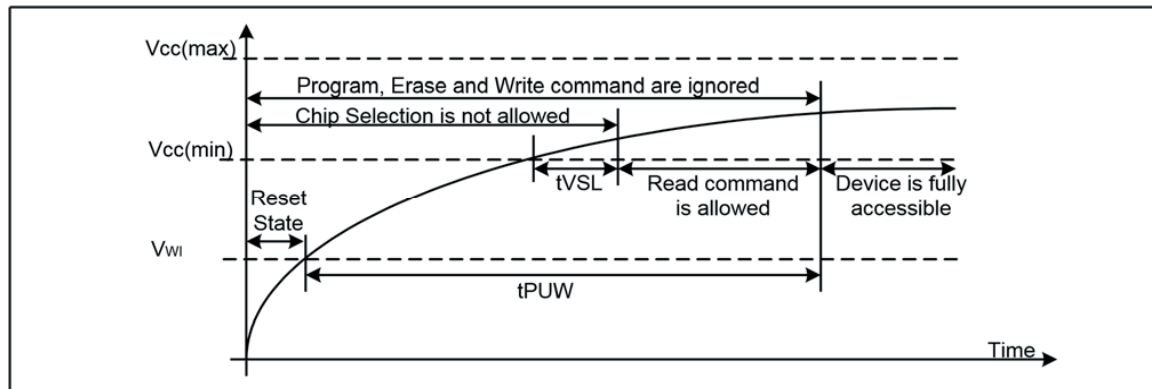 Vcc(max)
Program, Erase and Write command are ignored
Chip Selection is not allowed
Vcc(min)
tVSL
Read command
is allowed
Device is fully
accessible
Reset
State
VWI
tPUW
Time